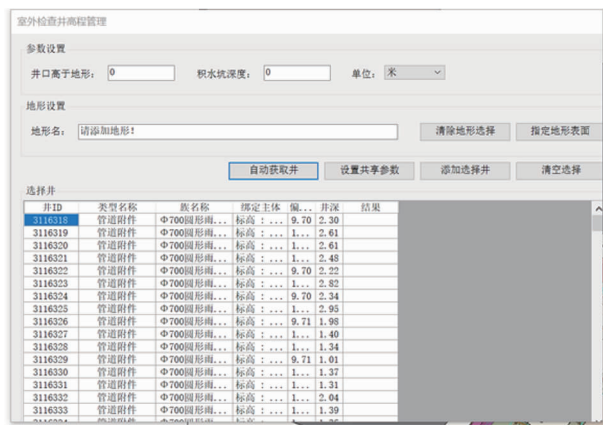 室外检查井高程管理
参数设置
井口高于地形： 0 积水坑深度： 0 单位： 米
地形设置
地形名： 请添加地形! 清除地形选择 指定地形表面
自动获取井 设置共享参数 添加选择井 清空选择
选择井
井ID 类型名称 族名称 绑定主体 偏... 井深 结果
3116318 管道附件 Φ700圆形雨... 标高 : ... 9.70 2.30
3116319 管道附件 Φ700圆形雨... 标高 : ... 1... 2.61
3116320 管道附件 Φ700圆形雨... 标高 : ... 1... 2.61
3116321 管道附件 Φ700圆形雨... 标高 : ... 1... 2.48
3116322 管道附件 Φ700圆形雨... 标高 : ... 9.70 2.22
3116323 管道附件 Φ700圆形雨... 标高 : ... 1... 2.82
3116324 管道附件 Φ700圆形雨... 标高 : ... 9.70 2.34
3116325 管道附件 Φ700圆形雨... 标高 : ... 1... 2.95
3116326 管道附件 Φ700圆形雨... 标高 : ... 9.71 1.98
3116327 管道附件 Φ700圆形雨... 标高 : ... 1... 1.40
3116328 管道附件 Φ700圆形雨... 标高 : ... 1... 1.34
3116329 管道附件 Φ700圆形雨... 标高 : ... 9.71 1.01
3116330 管道附件 Φ700圆形雨... 标高 : ... 1... 1.37
3116331 管道附件 Φ700圆形雨... 标高 : ... 1... 1.31
3116332 管道附件 Φ700圆形雨... 标高 : ... 1... 2.04
3116333 管道附件 Φ700圆形雨... 标高 : ... 1... 1.39